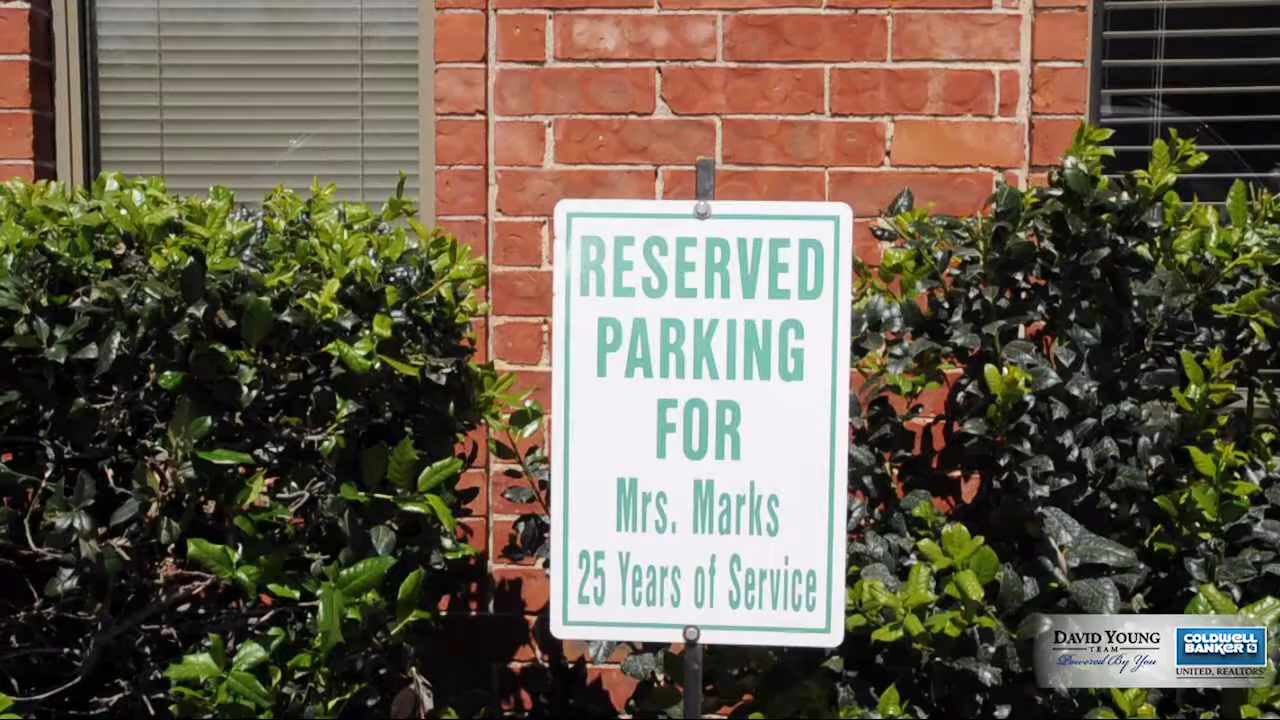 RESERVED
PARKING
FOR
Mrs. Marks
25 Years of Service
DAVID YOUNG
TEAM
Powered By You
COLDWELL
BANKER
UNITED, REALTORS